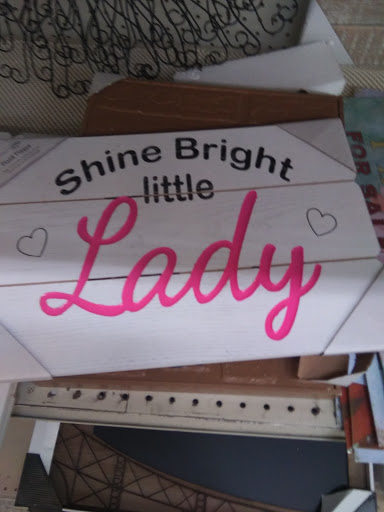 Shine Bright
little
Lady
FOR SA